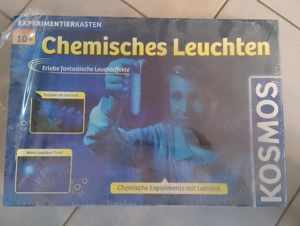 EXPERIMENTIERKASTEN
10+
Chemisches Leuchten
Erlebe fantastische Leuchteffekte
Chemische Experimente mit Luminol
KOSMOS